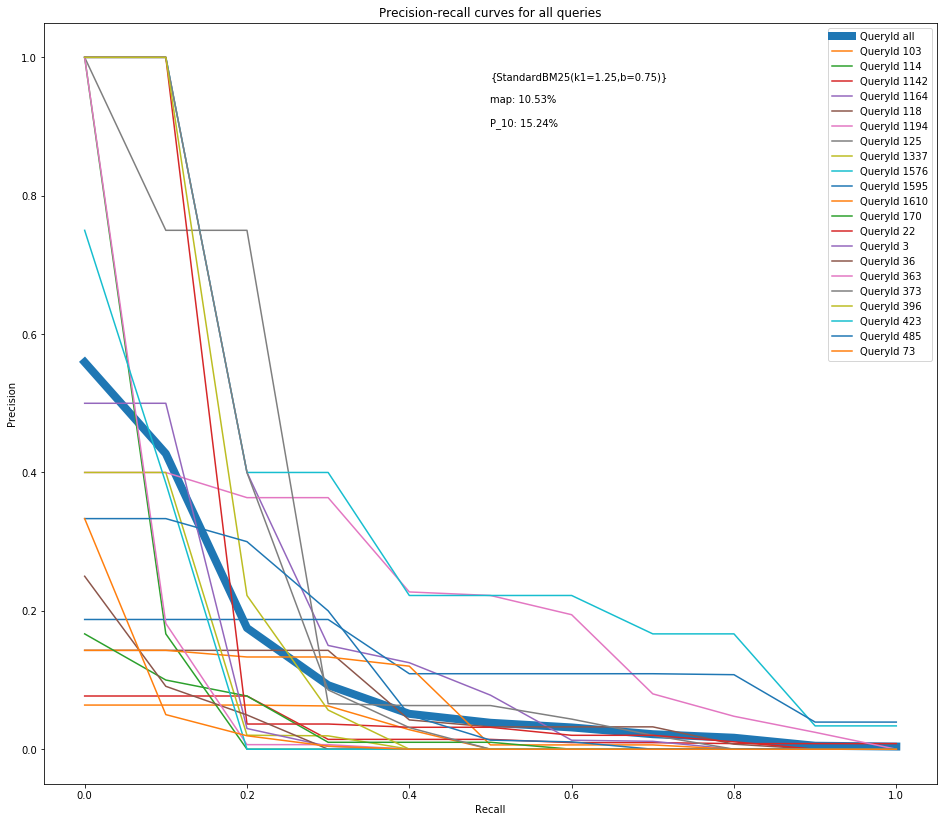 Precision-recall curves for all queries
1.0
0.8
0.6
0.4
0.2
0.0
Precision
0.0
0.2
0.4
0.6
0.8
1.0
Recall
{StandardBM25(k1=1.25,b=0.75)}
map: 10.53%
P_10: 15.24%
QueryId all
QueryId 103
QueryId 114
QueryId 1142
QueryId 1164
QueryId 118
QueryId 1194
QueryId 125
QueryId 1337
QueryId 1576
QueryId 1595
QueryId 1610
QueryId 170
QueryId 22
QueryId 3
QueryId 36
QueryId 363
QueryId 373
QueryId 396
QueryId 423
QueryId 485
QueryId 73